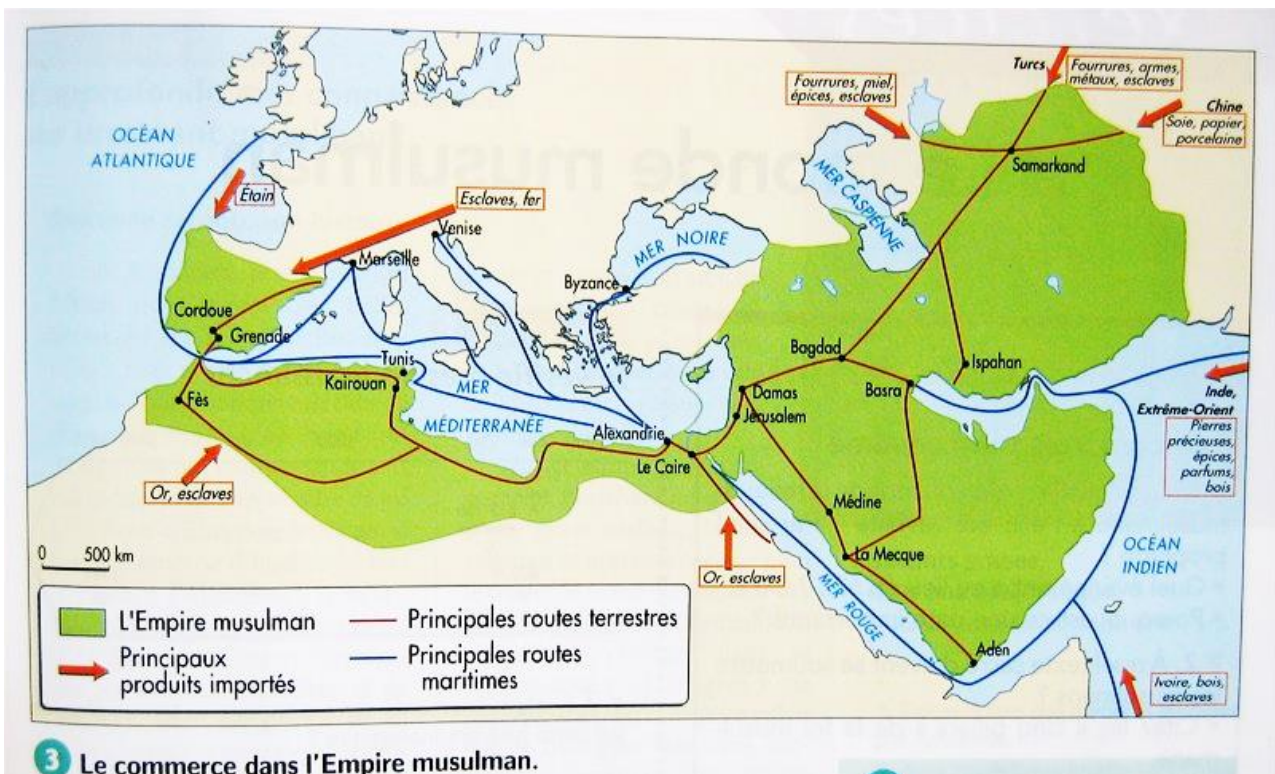 Turcs
Fourrures, armes,
métaux, esclaves
Fourrures, miel,
épices, esclaves
Chine
Soie, papier,
porcelaine
OCÉAN
ATLANTIQUE
Samarkand
MER CASPIENNE
Étain
Esclaves, fer
Venise
MER NOIRE
Marseille
Byzance
Cordoue
Grenade
Bagdad
Tunis
Ispahan
Kairouan
MER
Damas
Basra
Fès
Jérusalem
Inde,
Extrême-Orient
MÉDITERRANÉE
Pierres
précieuses,
épices,
parfums,
bois
Alexandrie
Le Caire
Or, esclaves
Médine
0 500 km
La Mecque
OCÉAN
INDIEN
Or, esclaves
MER ROUGE
Aden
Ivoire, bois,
esclaves
L'Empire musulman
Principaux
produits importés
Principales routes terrestres
Principales routes
maritimes
3 Le commerce dans l'Empire musulman.